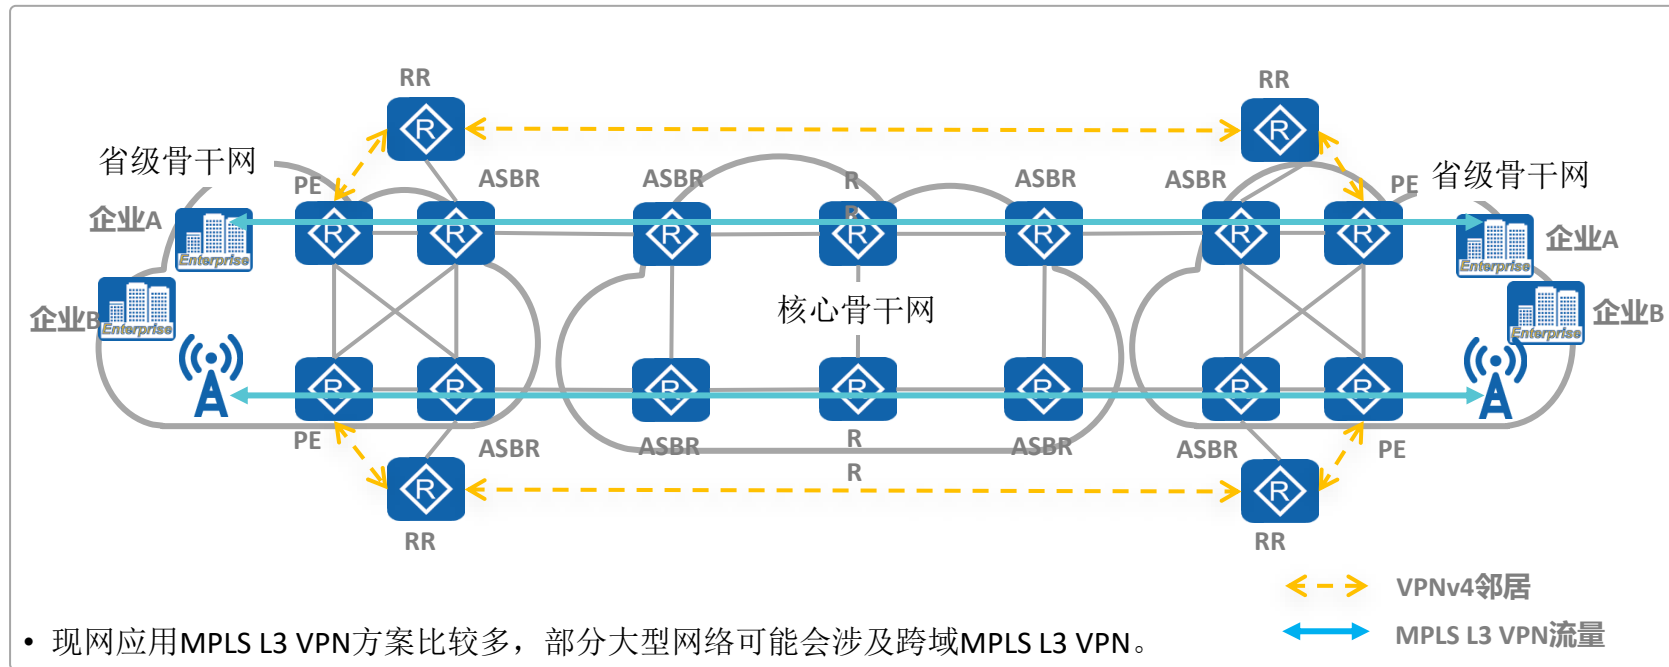 RR
RR
省级骨干网
省级骨干网
PE
ASBR
ASBR
R
R
ASBR
ASBR
PE
企业A
Enterprise
R
企业A
Enterprise
企业B
Enterprise
企业B
Enterprise
核心骨干网
PE
ASBR
ASBR
R
R
ASBR
ASBR
PE
RR
RR
VPNv4邻居
MPLS L3 VPN流量
• 现网应用MPLS L3 VPN方案比较多，部分大型网络可能会涉及跨域MPLS L3 VPN。